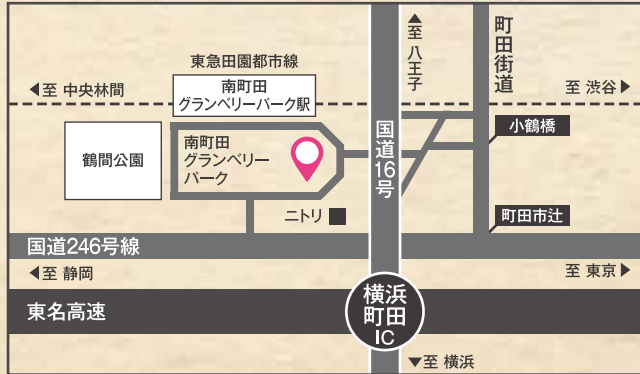 ▲至 八王子
町田街道
東急田園都市線
◀至 中央林間
南町田
グランベリーパーク駅
至 渋谷▶
小鶴橋
国道16号
鶴間公園
南町田
グランベリー
パーク
ニトリ
町田市辻
国道246号線
◀至 静岡
至 東京▶
東名高速
横浜
町田
IC
▼至 横浜